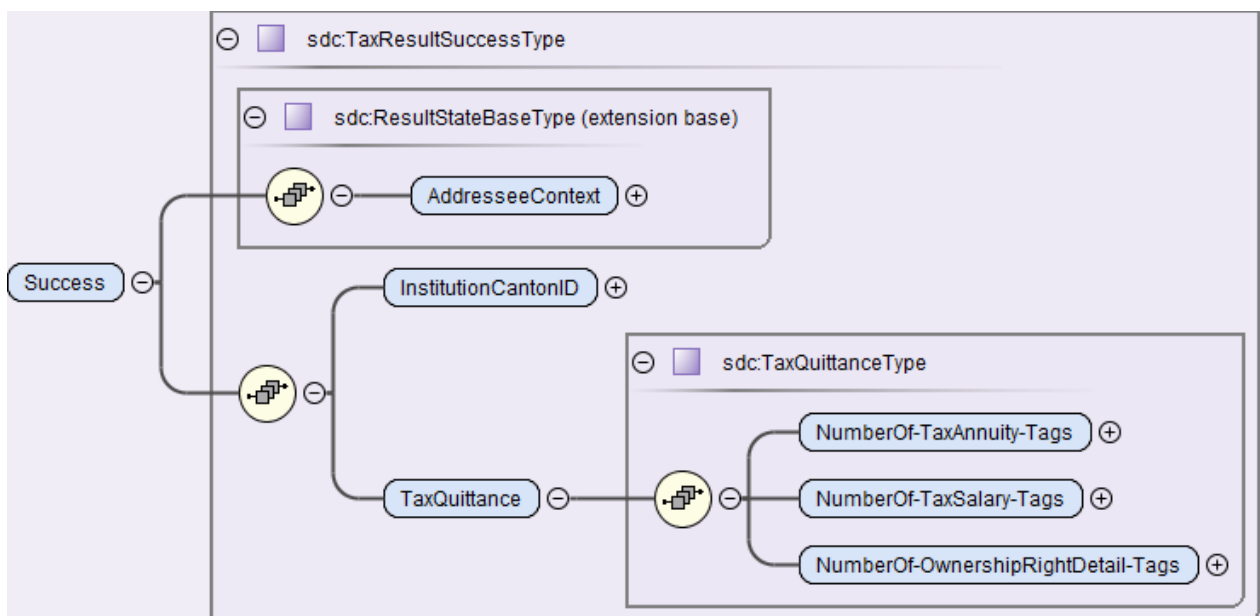 sdc:TaxResultSuccessType
sdc:ResultStateBaseType (extension base)
AddresseeContext
Success
InstitutionCantonID
sdc:TaxQuittanceType
NumberOf-TaxAnnuity-Tags
TaxQuittance
NumberOf-TaxSalary-Tags
NumberOf-OwnershipRightDetail-Tags